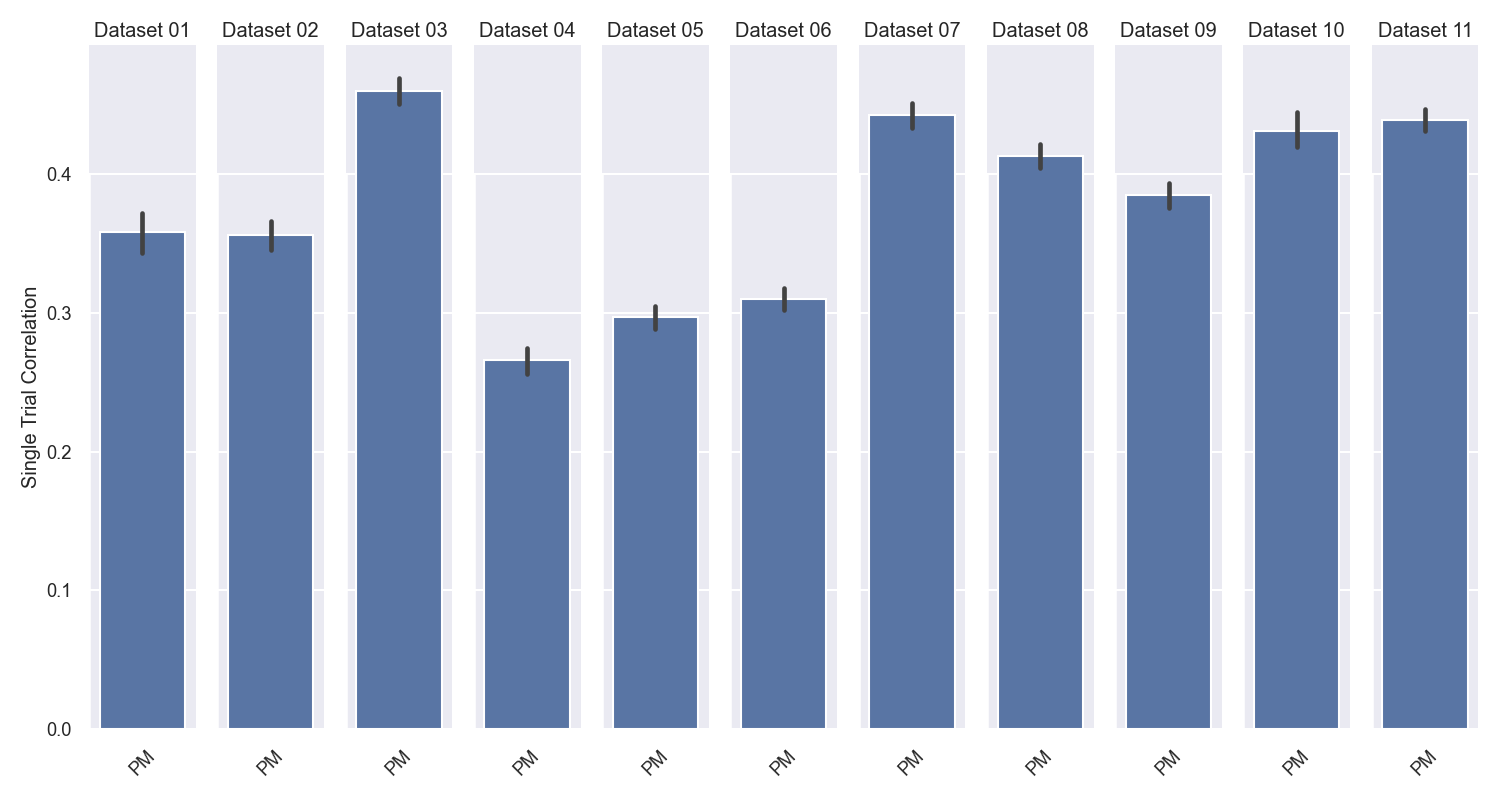 Dataset 01 Dataset 02 Dataset 03 Dataset 04 Dataset 05 Dataset 06 Dataset 07 Dataset 08 Dataset 09 Dataset 10 Dataset 11
Single Trial Correlation
0.4
0.3
0.2
0.1
0.0
PM PM PM PM PM PM PM PM PM PM PM